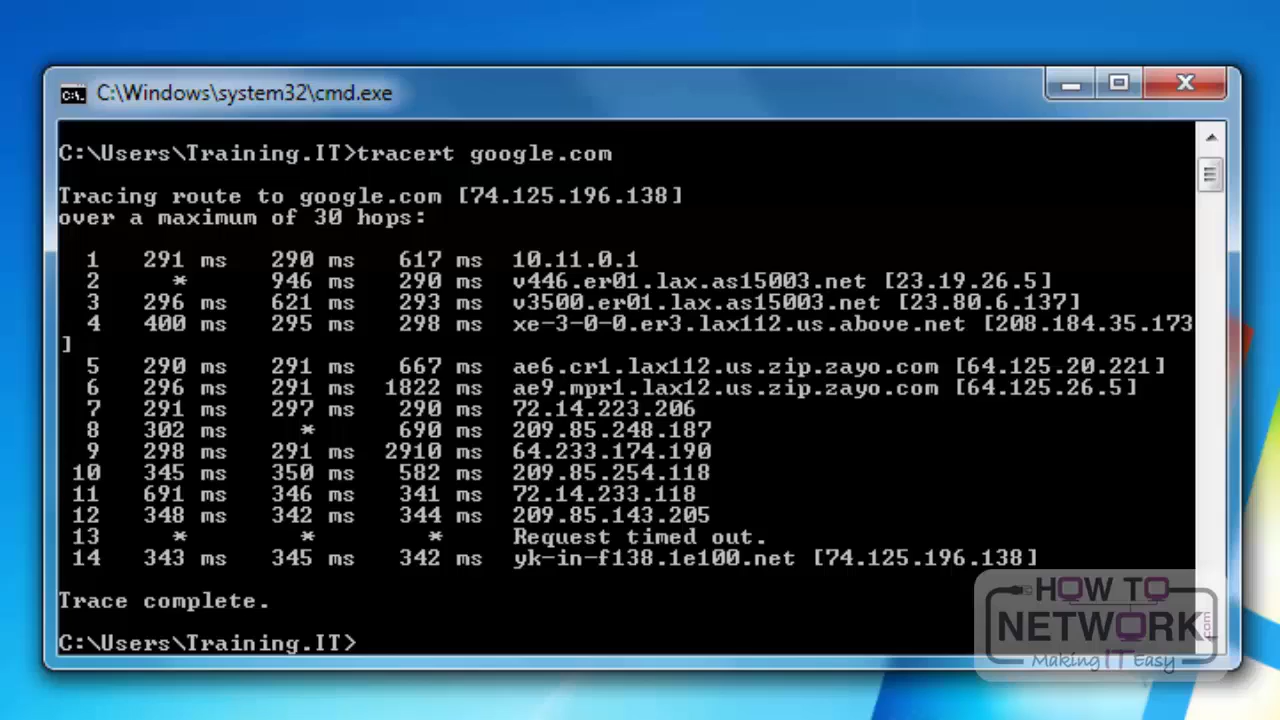 C:\Windows\system32\cmd.exe
C:\Users\Training.IT>tracert google.com
Tracing route to google.com [74.125.196.138]
over a maximum of 30 hops:
1 291 ms 290 ms 617 ms 10.11.0.1
2 * 946 ms 290 ms v446.er01.lax.as15003.net [23.19.26.5]
3 296 ms 621 ms 293 ms v3500.er01.lax.as15003.net [23.80.6.137]
4 400 ms 295 ms 298 ms xe-3-0-0.er3.lax112.us.above.net [208.184.35.173
]
5 290 ms 291 ms 667 ms ae6.cr1.lax112.us.zip.zayo.com [64.125.20.221]
6 296 ms 291 ms 1822 ms ae9.mpr1.lax12.us.zip.zayo.com [64.125.26.5]
7 291 ms 297 ms 290 ms 72.14.223.206
8 302 ms * 690 ms 209.85.248.187
9 298 ms 291 ms 2910 ms 64.233.174.190
10 345 ms 350 ms 582 ms 209.85.254.118
11 691 ms 346 ms 341 ms 72.14.233.118
12 348 ms 342 ms 344 ms 209.85.143.205
13 * * * Request timed out.
14 343 ms 345 ms 342 ms yk-in-f138.1e100.net [74.125.196.138]
Trace complete.
C:\Users\Training.IT>
HOW TO
NETWORK.com
Making IT Easy